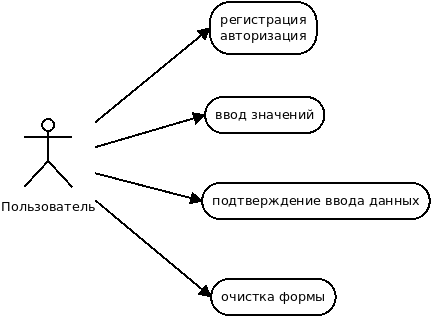 регистрация
авторизация
ввод значений
Пользователь
подтверждение ввода данных
очистка формы